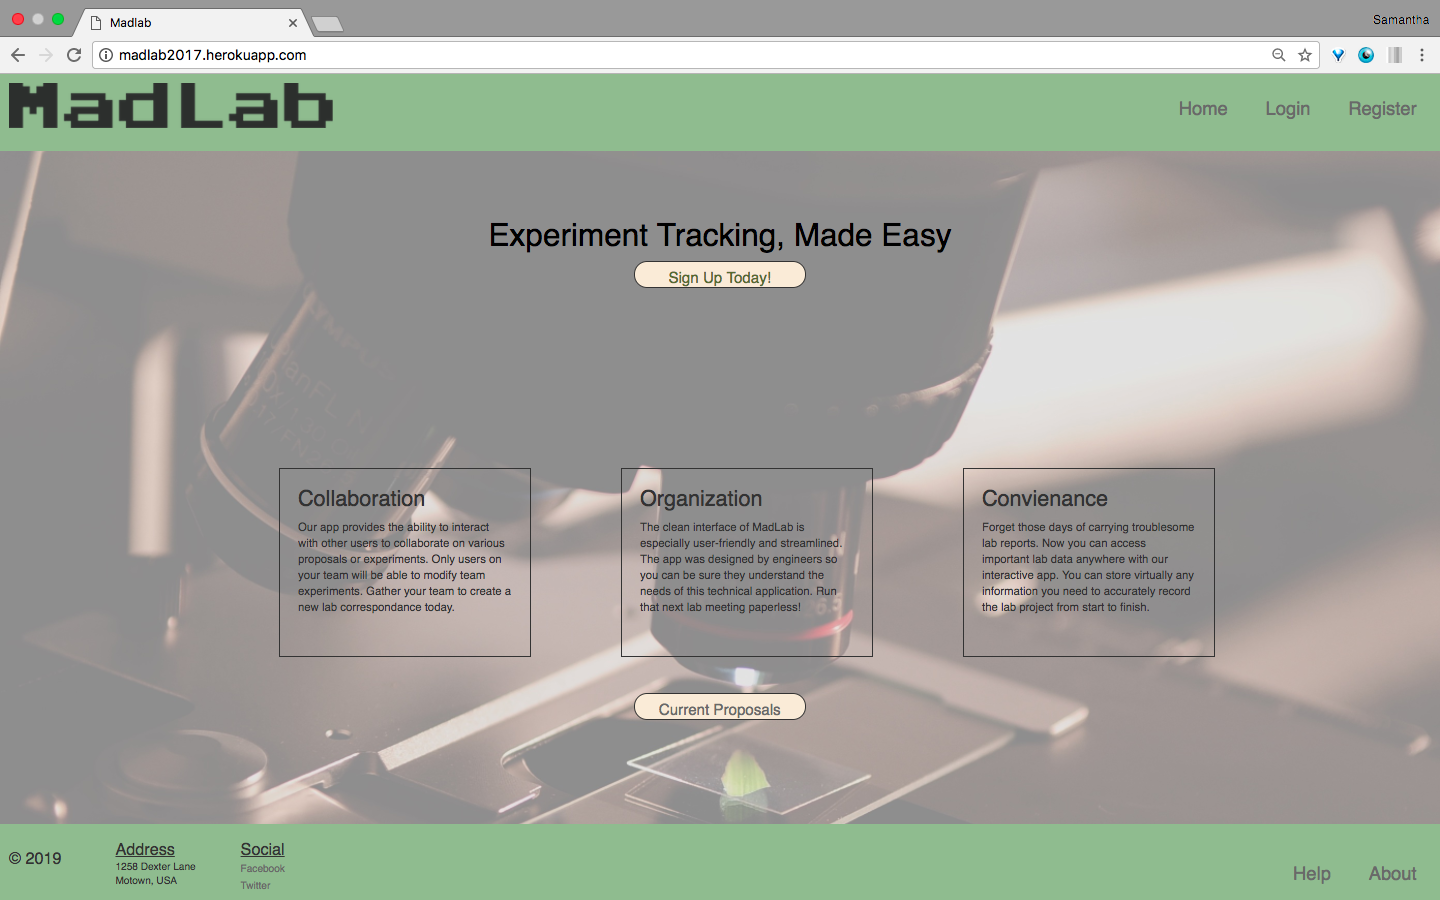 Madlab
Samantha
madlab2017.herokuapp.com
MadLab
Home Login Register
Experiment Tracking, Made Easy
Sign Up Today!
Collaboration
Our app provides the ability to interact
with other users to collaborate on various
proposals or experiments. Only users on
your team will be able to modify team
experiments. Gather your team to create a
new lab correspondance today.
Organization
The clean interface of MadLab is
especially user-friendly and streamlined.
The app was designed by engineers so
you can be sure they understand the
needs of this technical application. Run
that next lab meeting paperless!
Convienance
Forget those days of carrying troublesome
lab reports. Now you can access
important lab data anywhere with our
interactive app. You can store virtually any
information you need to accurately record
the lab project from start to finish.
Current Proposals
© 2019
Address
1258 Dexter Lane
Motown, USA
Social
Facebook
Twitter
Help About